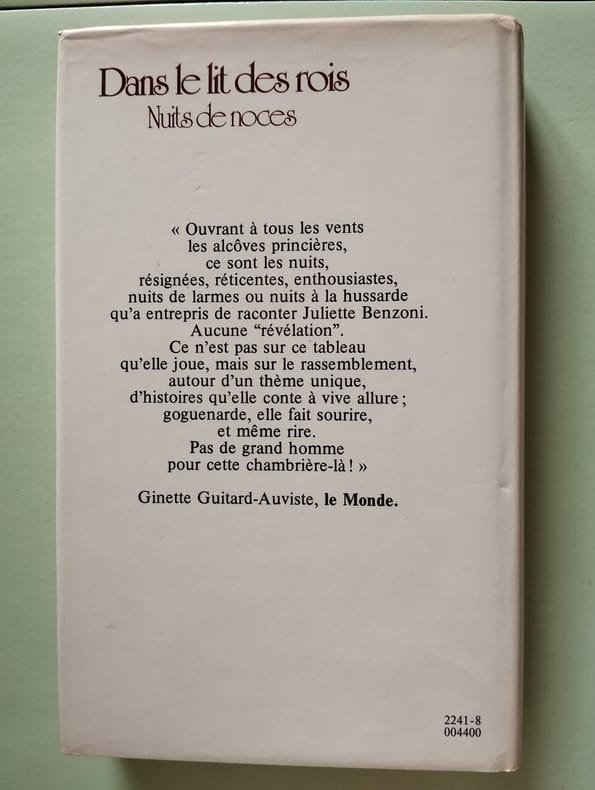 Dans le lit des rois
Nuits de noces
« Ouvrant à tous les vents
les alcôves princières,
ce sont les nuits,
résignées, réticentes, enthousiastes,
nuits de larmes ou nuits à la hussarde
qu'a entrepris de raconter Juliette Benzoni.
Aucune “révélation”.
Ce n'est pas sur ce tableau
qu'elle joue, mais sur le rassemblement,
autour d'un thème unique,
d'histoires qu'elle conte à vive allure ;
goguenarde, elle fait sourire,
et même rire.
Pas de grand homme
pour cette chambrière-là ! »
Ginette Guitard-Auviste, le Monde.
2241-8
004400